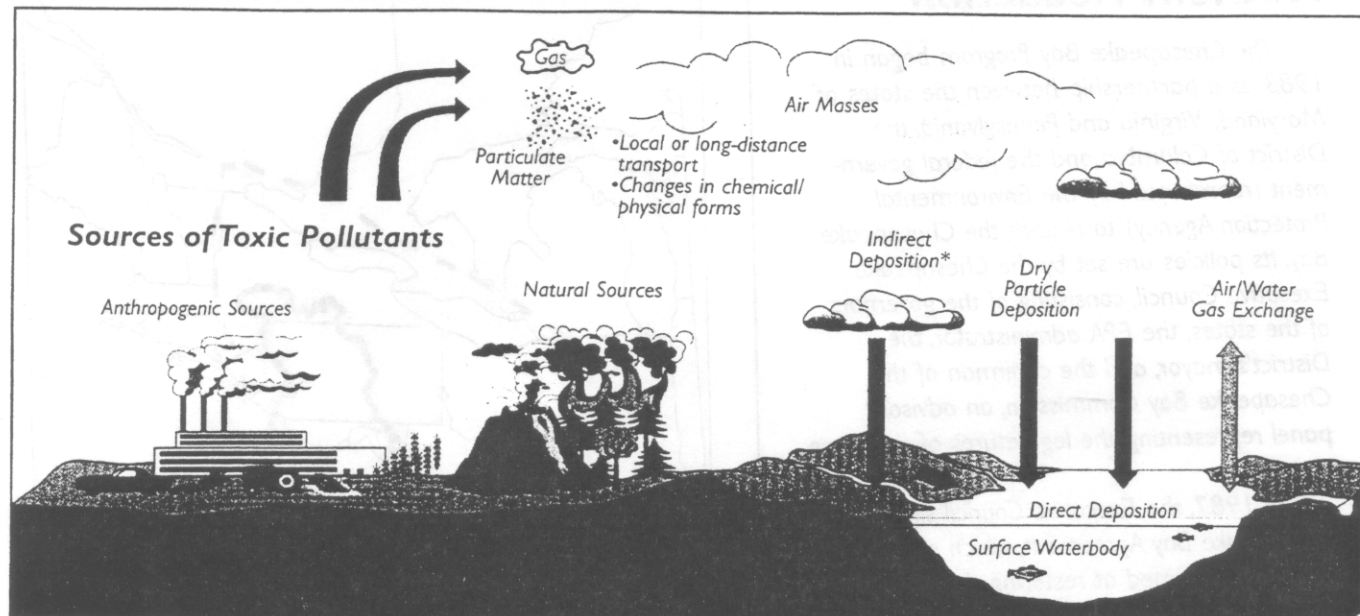 Gas
Air Masses
Particulate
Matter
•Local or long-distance
transport
•Changes in chemical/
physical forms
Sources of Toxic Pollutants
Anthropogenic Sources
Natural Sources
Indirect
Deposition*
Dry
Particle
Deposition
Air/Water
Gas Exchange
Direct Deposition
Surface Waterbody